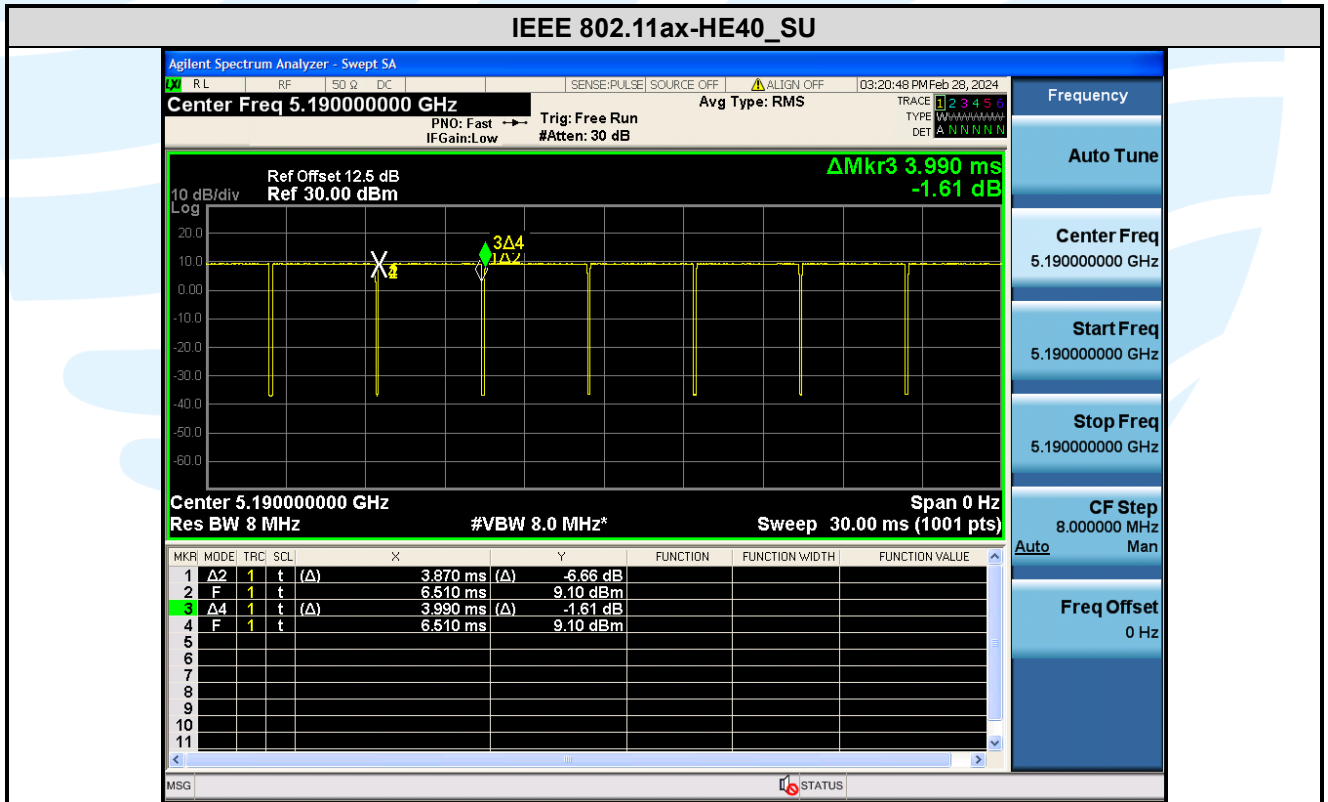 IEEE 802.11ax-HE40_SU
Agilent Spectrum Analyzer - Swept SA
LXI RL RF 50 Ω DC SENSE:PULSE SOURCE OFF ALIGN OFF 03:20:48 PM Feb 28, 2024
Center Freq 5.190000000 GHz
PNO: Fast
IFGain:Low
Trig: Free Run
#Atten: 30 dB
Avg Type: RMS
TRACE 1 2 3 4 5 6
TYPE WWWWWW
DET A N N N N N
ΔMkr3 3.990 ms
-1.61 dB
Ref Offset 12.5 dB
10 dB/div Ref 30.00 dBm
Log
20.0
10.0
0.00
-10.0
-20.0
-30.0
-40.0
-50.0
-60.0
3Δ4
1Δ2
Center 5.190000000 GHz Span 0 Hz
Res BW 8 MHz #VBW 8.0 MHz* Sweep 30.00 ms (1001 pts)
MKR MODE TRC SCL X Y FUNCTION FUNCTION WIDTH FUNCTION VALUE
1 Δ2 1 t (Δ) 3.870 ms (Δ) -6.66 dB
2 F 1 t 6.510 ms 9.10 dBm
3 Δ4 1 t (Δ) 3.990 ms (Δ) -1.61 dB
4 F 1 t 6.510 ms 9.10 dBm
5
6
7
8
9
10
11
MSG STATUS
Frequency
Auto Tune
Center Freq
5.190000000 GHz
Start Freq
5.190000000 GHz
Stop Freq
5.190000000 GHz
CF Step
8.000000 MHz
Auto Man
Freq Offset
0 Hz